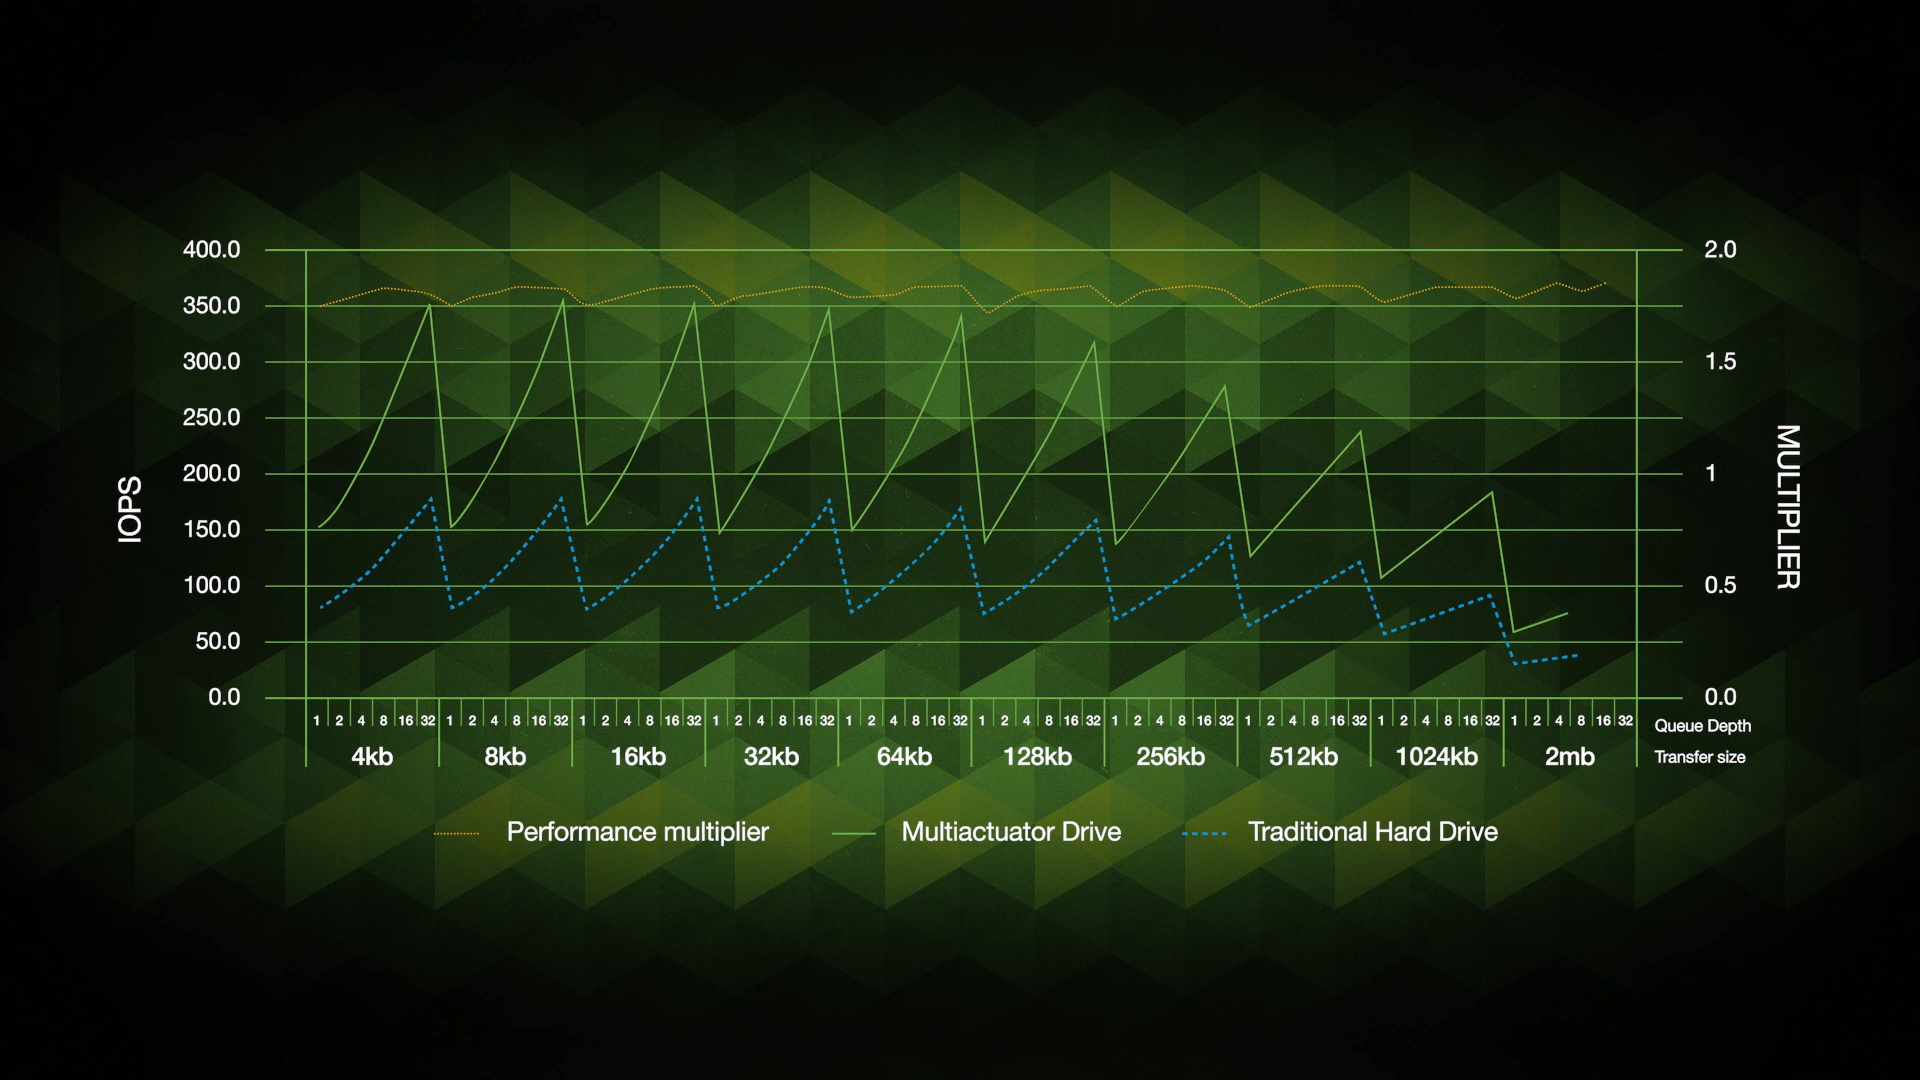 400.0
350.0
300.0
250.0
200.0
150.0
100.0
50.0
0.0
IOPS
2.0
1.5
1
0.5
0.0
MULTIPLIER
1 2 4 8 16 32 1 2 4 8 16 32 1 2 4 8 16 32 1 2 4 8 16 32 1 2 4 8 16 32 1 2 4 8 16 32 1 2 4 8 16 32 1 2 4 8 16 32 1 2 4 8 16 32 1 2 4 8 16 32 Queue Depth
4kb 8kb 16kb 32kb 64kb 128kb 256kb 512kb 1024kb 2mb Transfer size
Performance multiplier Multiactuator Drive Traditional Hard Drive